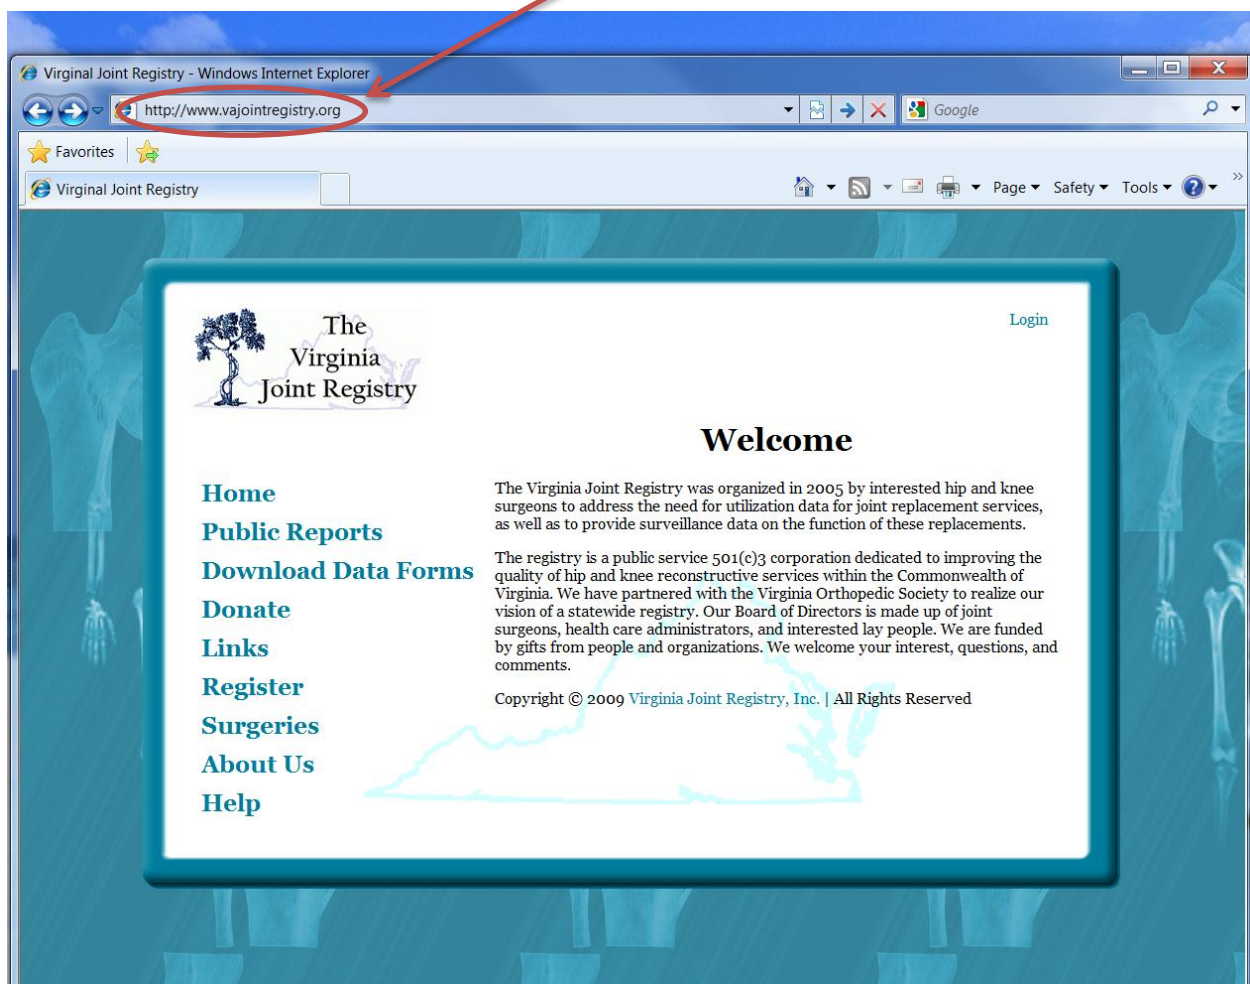 Virginal Joint Registry - Windows Internet Explorer
http://www.vajointregistry.org
Google
Favorites
Virginal Joint Registry
Page
Safety
Tools
The
Virginia
Joint Registry
Login
Welcome
Home
Public Reports
Download Data Forms
Donate
Links
Register
Surgeries
About Us
Help
The Virginia Joint Registry was organized in 2005 by interested hip and knee
surgeons to address the need for utilization data for joint replacement services,
as well as to provide surveillance data on the function of these replacements.
The registry is a public service 501(c)3 corporation dedicated to improving the
quality of hip and knee reconstructive services within the Commonwealth of
Virginia. We have partnered with the Virginia Orthopedic Society to realize our
vision of a statewide registry. Our Board of Directors is made up of joint
surgeons, health care administrators, and interested lay people. We are funded
by gifts from people and organizations. We welcome your interest, questions, and
comments.
Copyright © 2009 Virginia Joint Registry, Inc. | All Rights Reserved